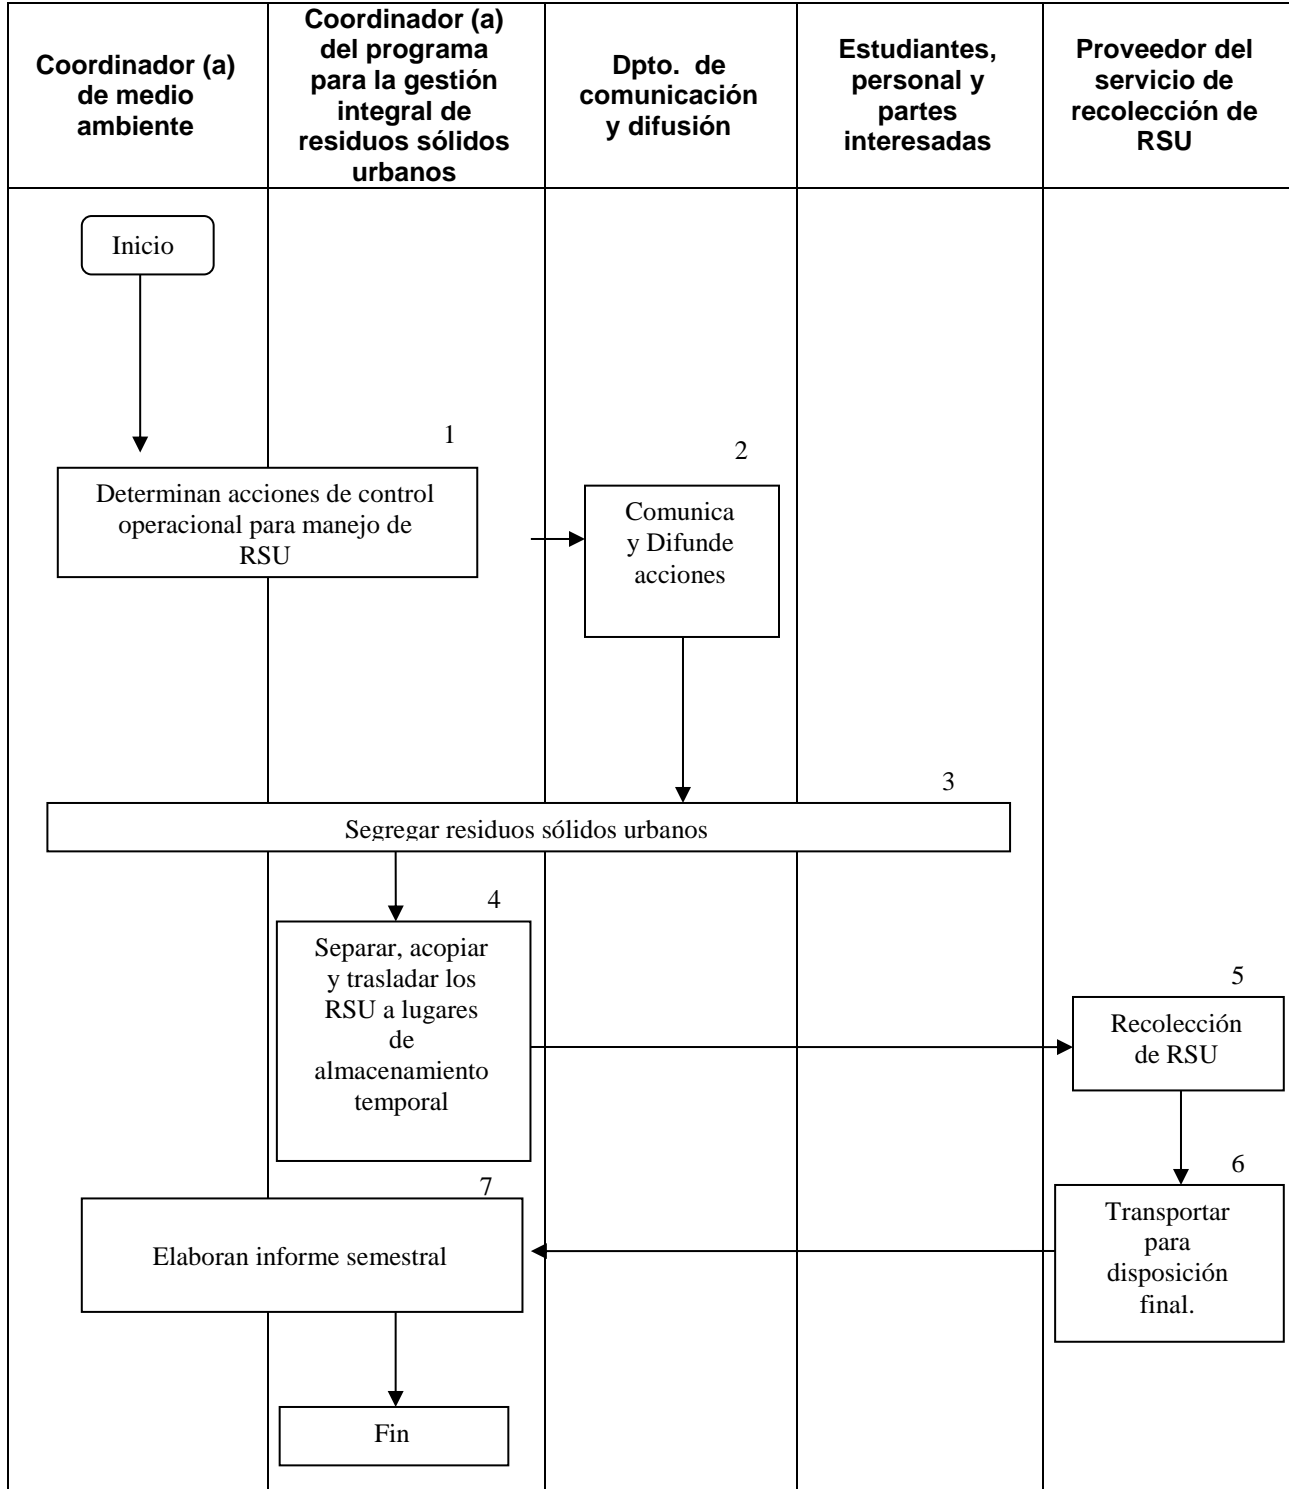 Coordinador (a)
de medio
ambiente
Coordinador (a)
del programa
para la gestión
integral de
residuos sólidos
urbanos
Dpto. de
comunicación
y difusión
Estudiantes,
personal y
partes
interesadas
Proveedor del
servicio de
recolección de
RSU
Inicio
1
Determinan acciones de control
operacional para manejo de
RSU
2
Comunica
y Difunde
acciones
3
Segregar residuos sólidos urbanos
4
Separar, acopiar
y trasladar los
RSU a lugares
de
almacenamiento
temporal
5
Recolección
de RSU
6
Transportar
para
disposición
final.
7
Elaboran informe semestral
Fin